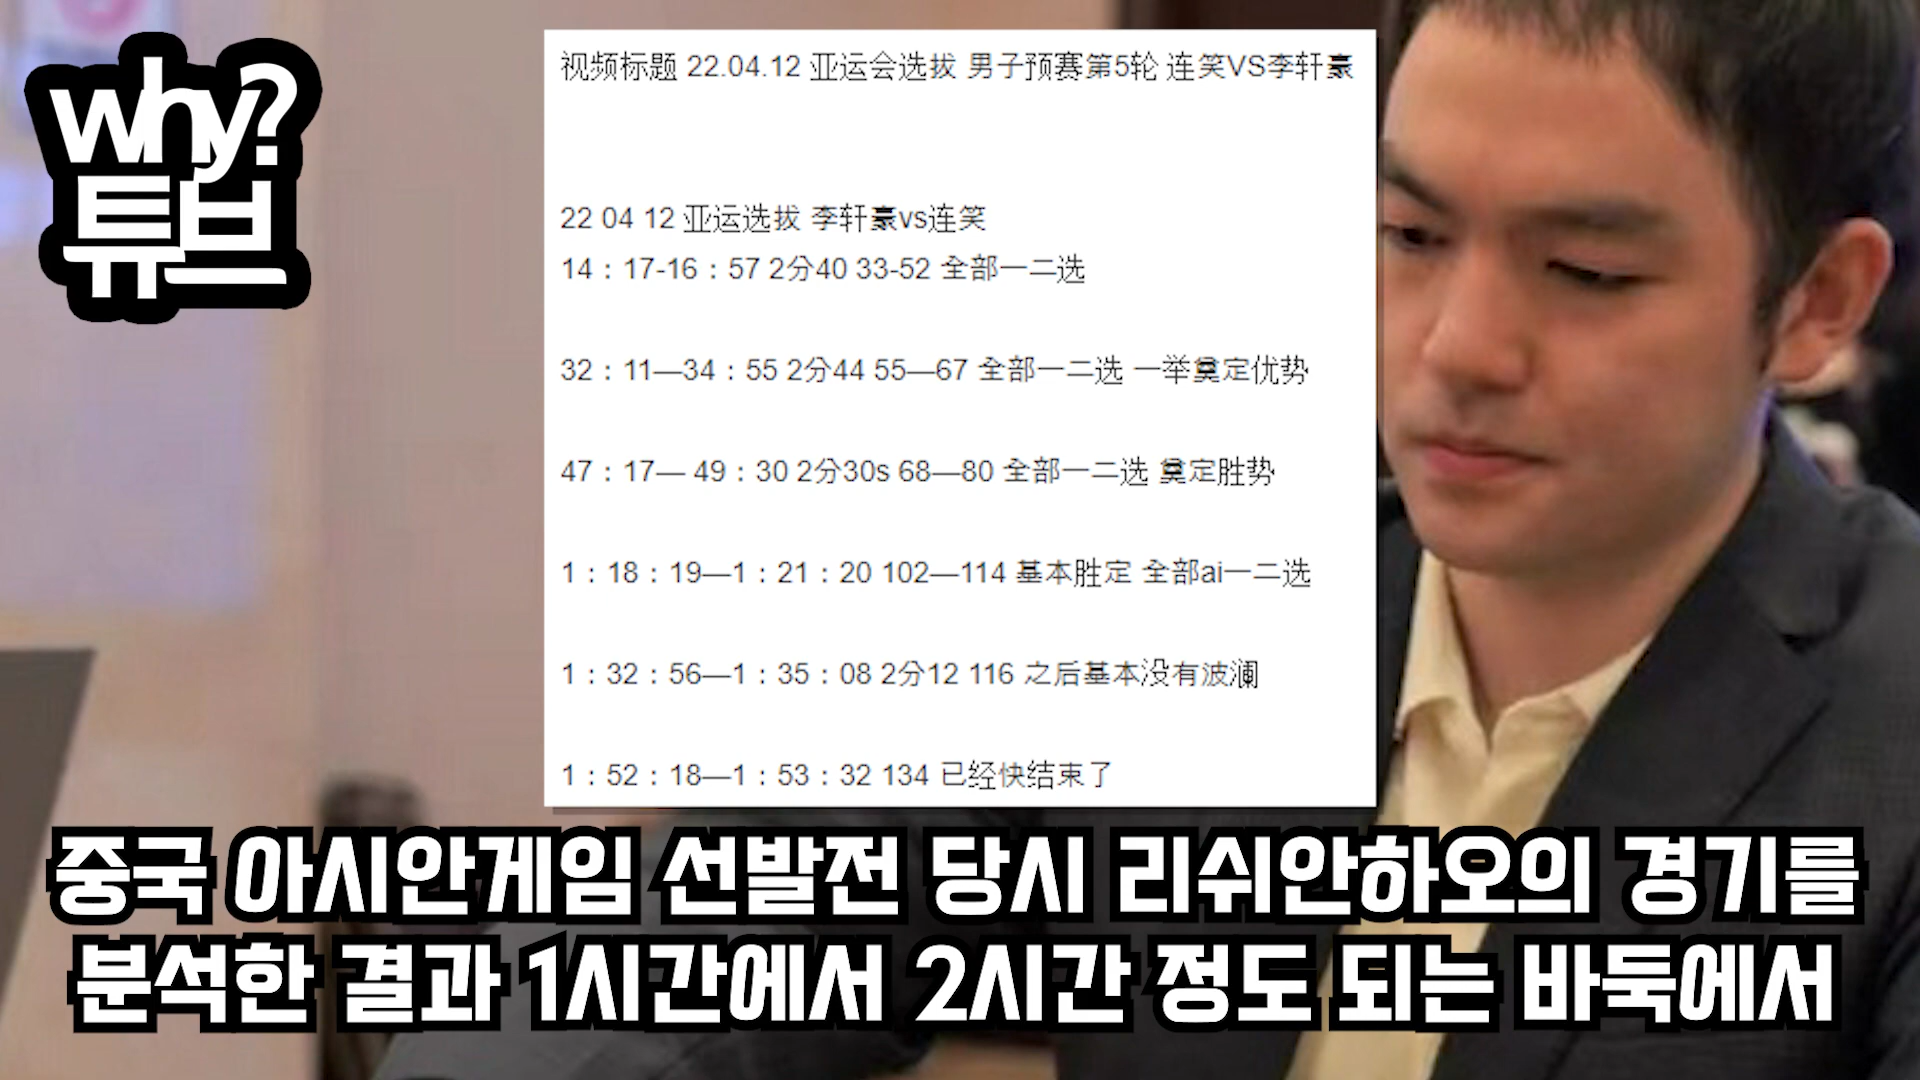 why?
튜브
视频标题 22.04.12 亚运会选拔 男子预赛第5轮 连笑VS李轩豪
22 04 12 亚运选拔 李轩豪vs连笑
14：17-16：57 2分40 33-52 全部一二选
32：11—34：55 2分44 55—67 全部一二选 一举奠定优势
47：17— 49：30 2分30s 68—80 全部一二选 奠定胜势
1：18：19—1：21：20 102—114 基本胜定 全部ai一二选
1：32：56—1：35：08 2分12 116 之后基本没有波澜
1：52：18—1：53：32 134 已经快结束了
중국 아시안게임 선발전 당시 리쉬안하오의 경기를
분석한 결과 1시간에서 2시간 정도 되는 바둑에서